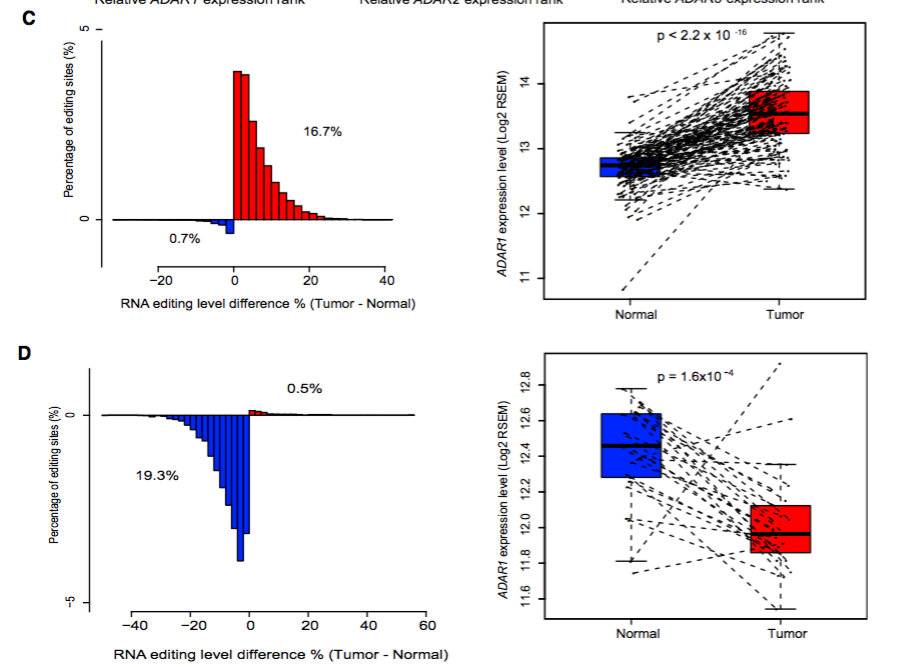 Relative ADAR1 expression rank Relative ADAR2 expression rank Relative ADAR3 expression rank
C
Percentage of editing sites (%)
5
0
16.7%
0.7%
−20 0 20 40
RNA editing level difference % (Tumor - Normal)
ADAR1 expression level (Log2 RSEM)
14
13
12
11
p < 2.2 x 10 -16
Normal Tumor
D
Percentage of editing sites (%)
0
−5
0.5%
19.3%
−40 −20 0 20 40 60
RNA editing level difference % (Tumor - Normal)
ADAR1 expression level (Log2 RSEM)
12.8
12.6
12.4
12.2
12.0
11.8
11.6
p = 1.6x10 -4
Normal Tumor